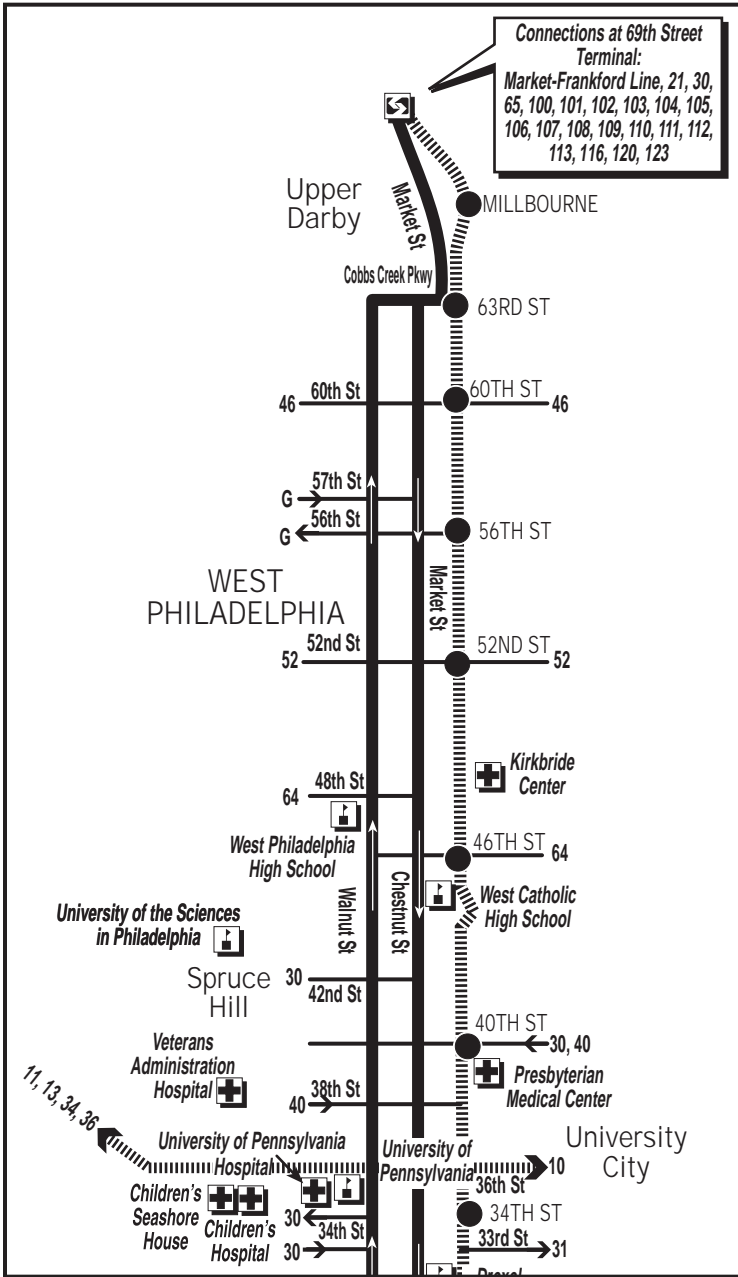 Connections at 69th Street
Terminal:
Market-Frankford Line, 21, 30,
65, 100, 101, 102, 103, 104, 105,
106, 107, 108, 109, 110, 111, 112,
113, 116, 120, 123
Upper
Darby
Market St
MILLBOURNE
Cobbs Creek Pkwy
63RD ST
60th St
60TH ST
46
46
57th St
G
56th St
G
56TH ST
WEST
PHILADELPHIA
Market St
52nd St
52ND ST
52
52
Kirkbride
Center
48th St
64
West Philadelphia
High School
46TH ST
64
Walnut St
Chestnut St
West Catholic
High School
University of the Sciences
in Philadelphia
Spruce
Hill
30
42nd St
40TH ST
30, 40
Veterans
Administration
Hospital
Presbyterian
Medical Center
38th St
40
11, 13, 34, 36
University of Pennsylvania
Hospital
University of
Pennsylvania
University
City
10
36th St
Children's
Seashore
House
Children's
Hospital
30
34th St
34TH ST
30
33rd St
31
Drexel